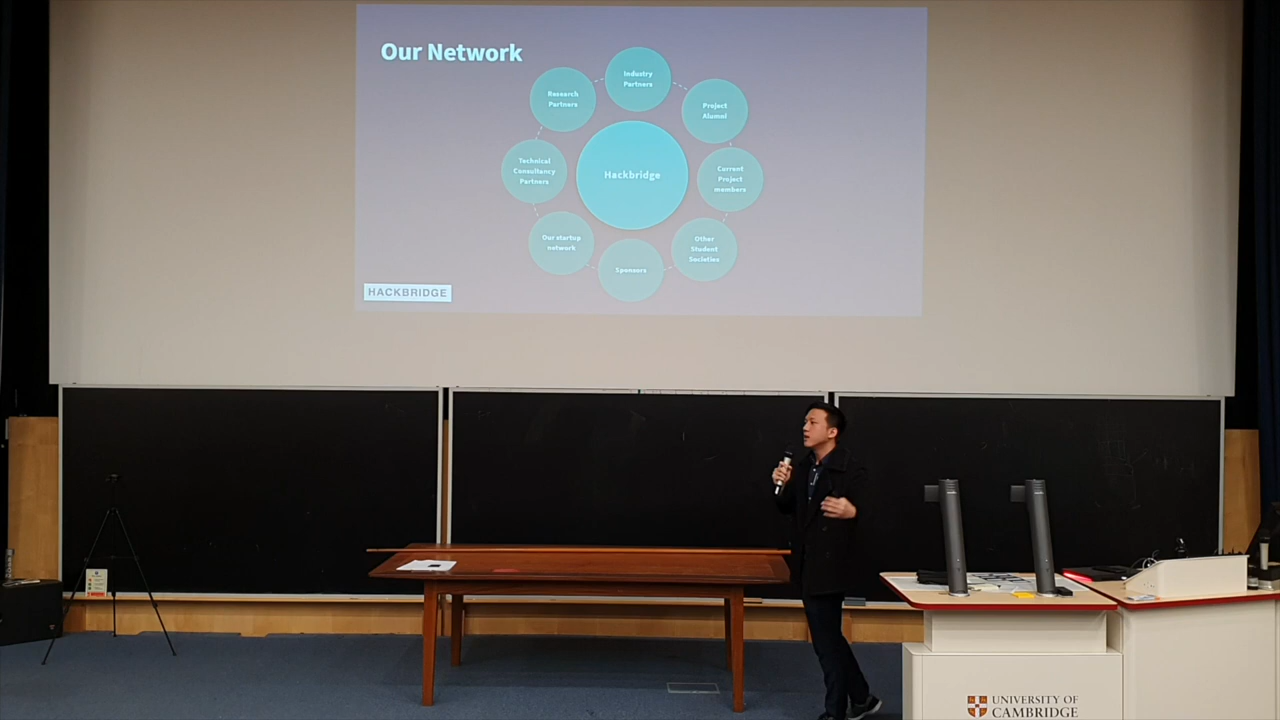 Our Network
Industry
Partners
Research
Partners
Project
Alumni
Technical
Consultancy
Partners
Hackbridge
Current
Project
members
Our startup
network
Other
Student
Societies
Sponsors
HACKBRIDGE
UNIVERSITY OF
CAMBRIDGE